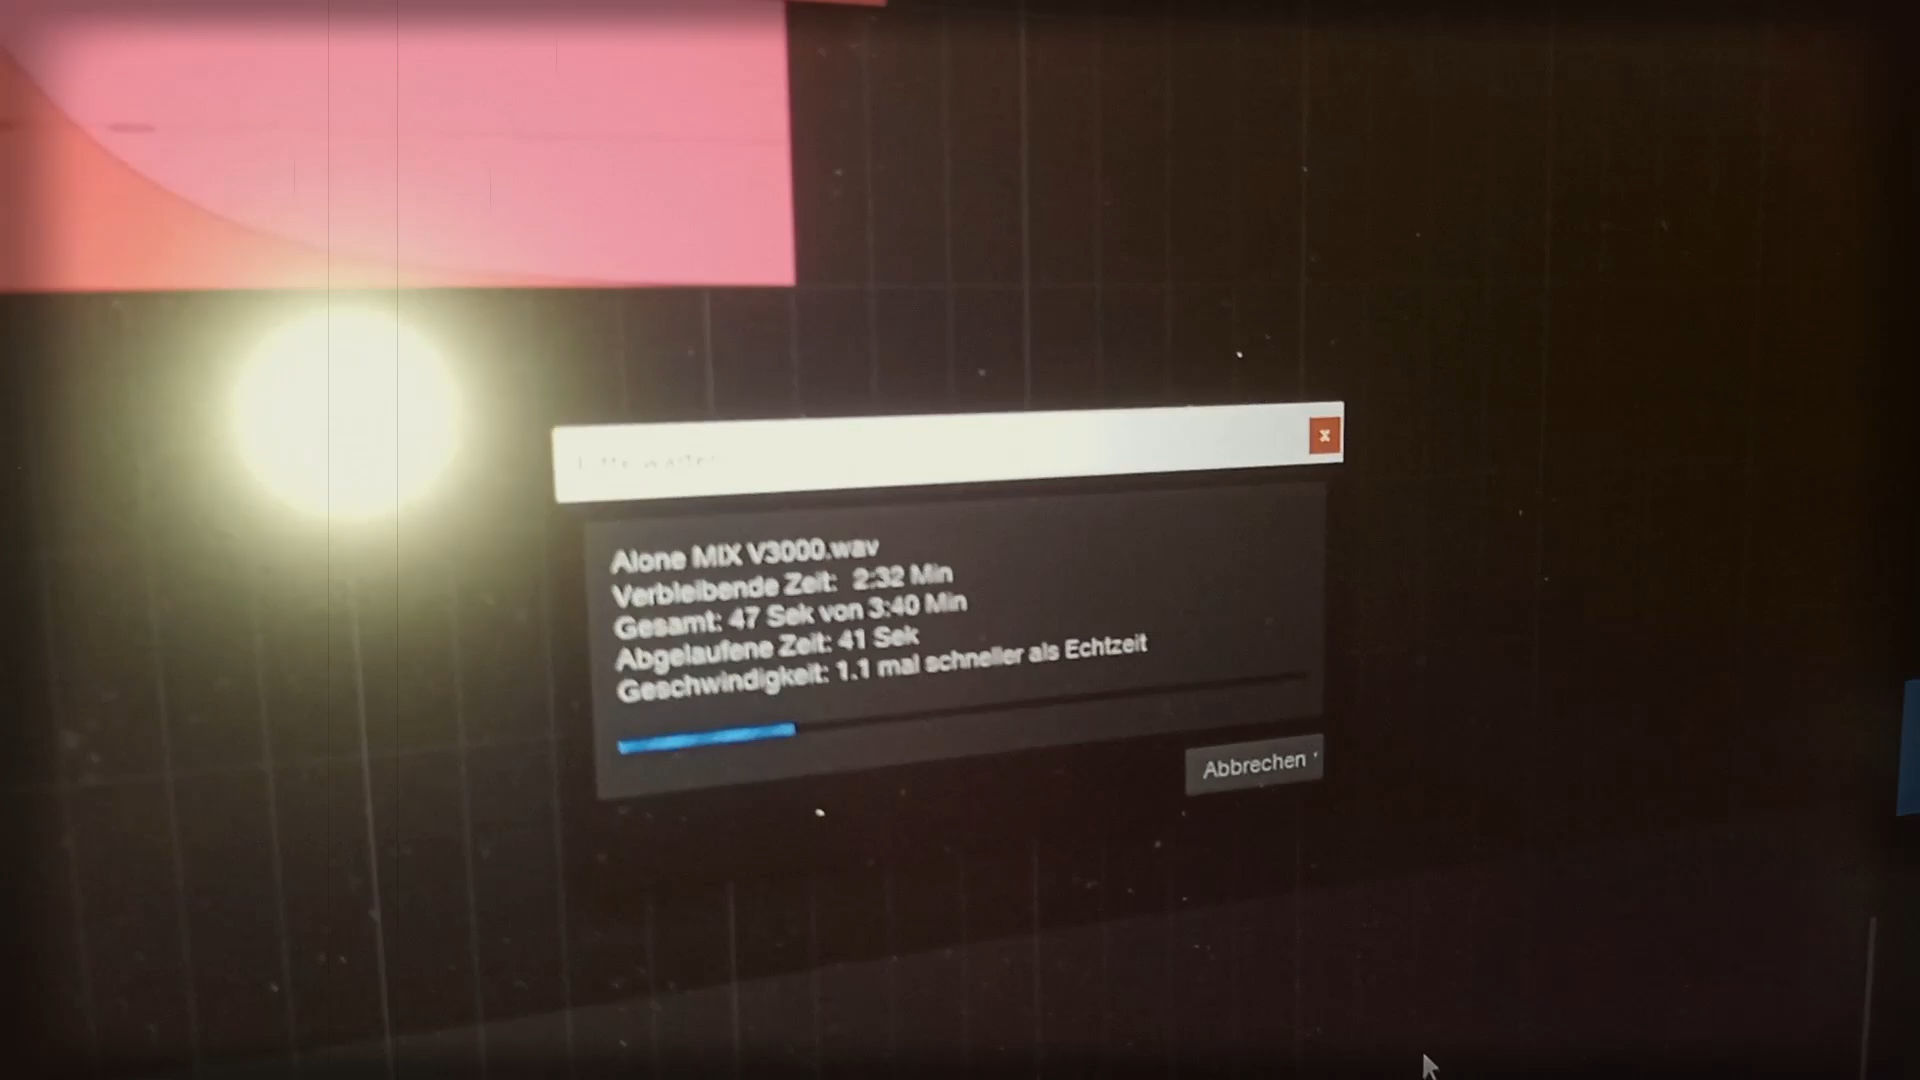 Alone MIX V3000.wav
Verbleibende Zeit: 2:32 Min
Gesamt: 47 Sek von 3:40 Min
Abgelaufene Zeit: 41 Sek
Geschwindigkeit: 1.1 mal schneller als Echtzeit
Abbrechen